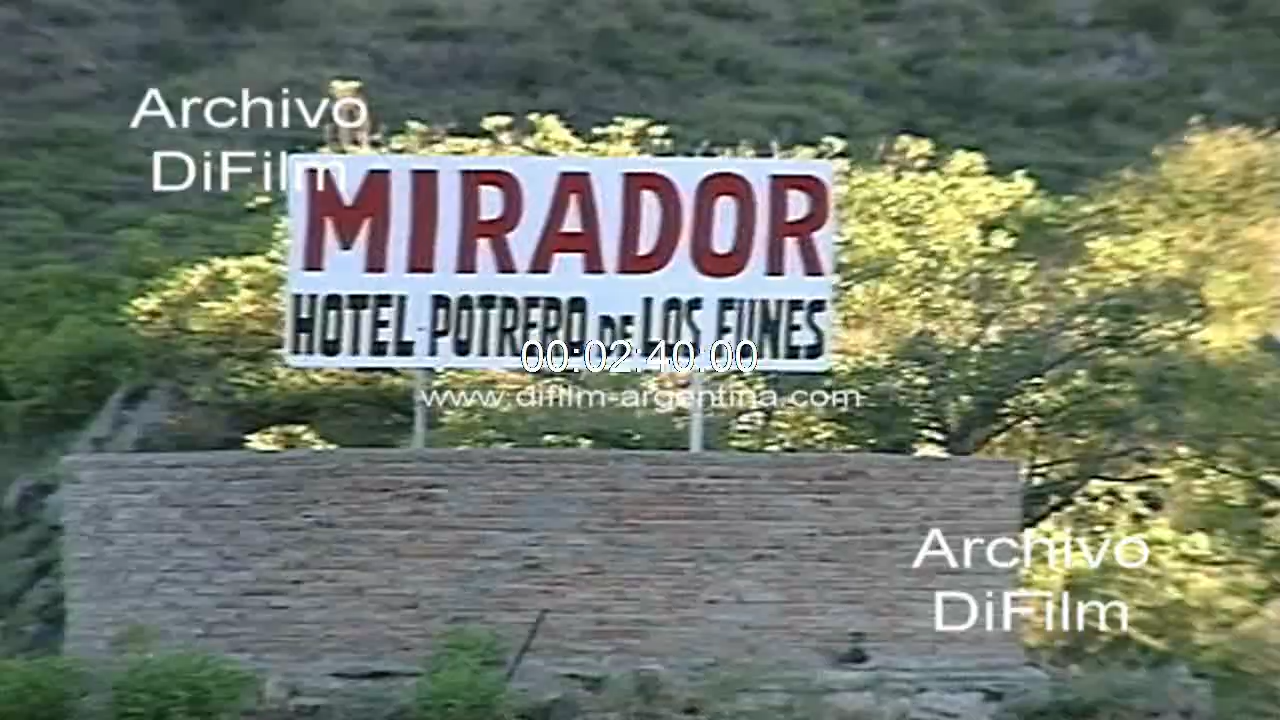 Archivo
DiFilm
MIRADOR
HOTEL POTRERO DE LOS FUNES
00:02:40:00
www.difilm-argentina.com
Archivo
DiFilm